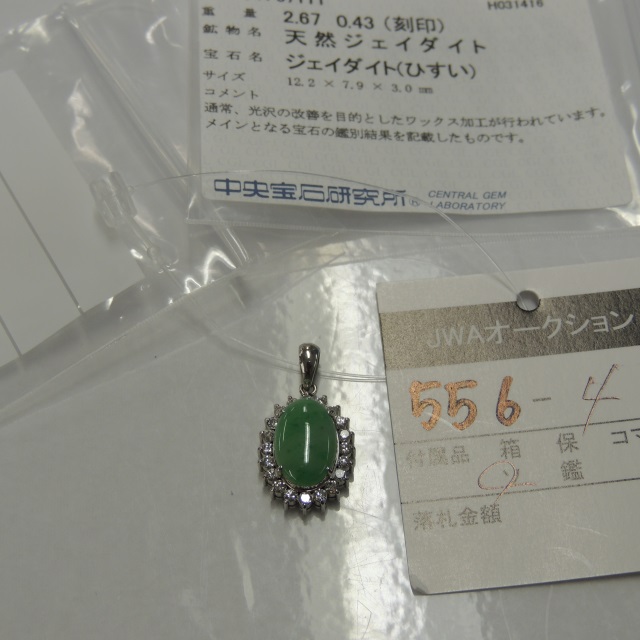 H031416
重量 2.67 0.43(刻印)
鉱物名 天然ジェイダイト
宝石名 ジェイダイト(ひすい)
サイズ 12.2 × 7.9 × 3.0 mm
コメント
通常、光沢の改善を目的としたワックス加工が行われています。
メインとなる宝石の鑑別結果を記載したものです。
中央宝石研究所 CENTRAL GEM LABORATORY
JWAオークション
556-4
付属品 箱 保 コマ
鑑
落札金額